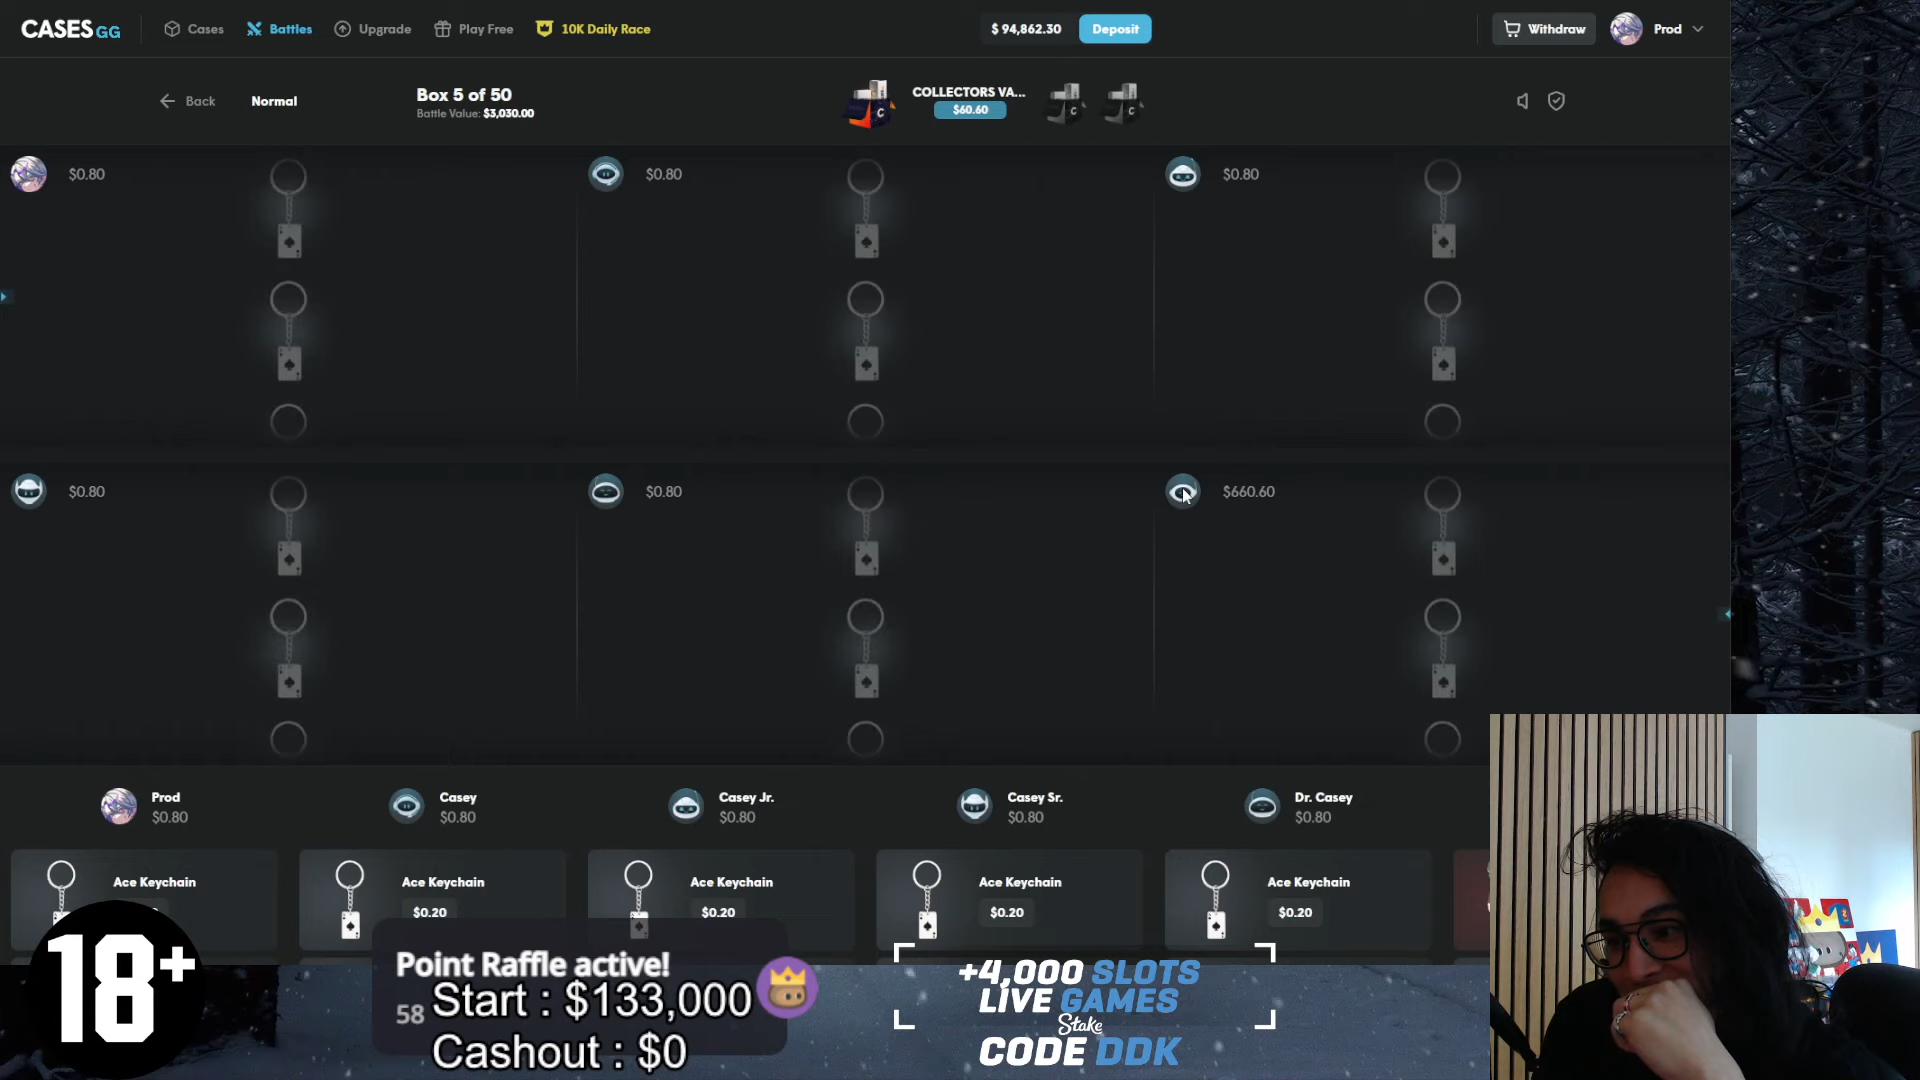 CASES GG
Cases
Battles
Upgrade
Play Free
10K Daily Race
$ 94,862.30
Deposit
Withdraw
Prod
Back
Normal
Box 5 of 50
Battle Value: $3,030.00
COLLECTORS VA...
$60.60
$0.80
$0.80
$0.80
$0.80
$0.80
$660.60
Prod
$0.80
Casey
$0.80
Casey Jr.
$0.80
Casey Sr.
$0.80
Dr. Casey
$0.80
Ace Keychain
Ace Keychain
$0.20
Ace Keychain
$0.20
Ace Keychain
$0.20
Ace Keychain
$0.20
18+
Point Raffle active!
58
Start : $133,000
Cashout : $0
+4,000 SLOTS
LIVE GAMES
Stake
CODE DDK